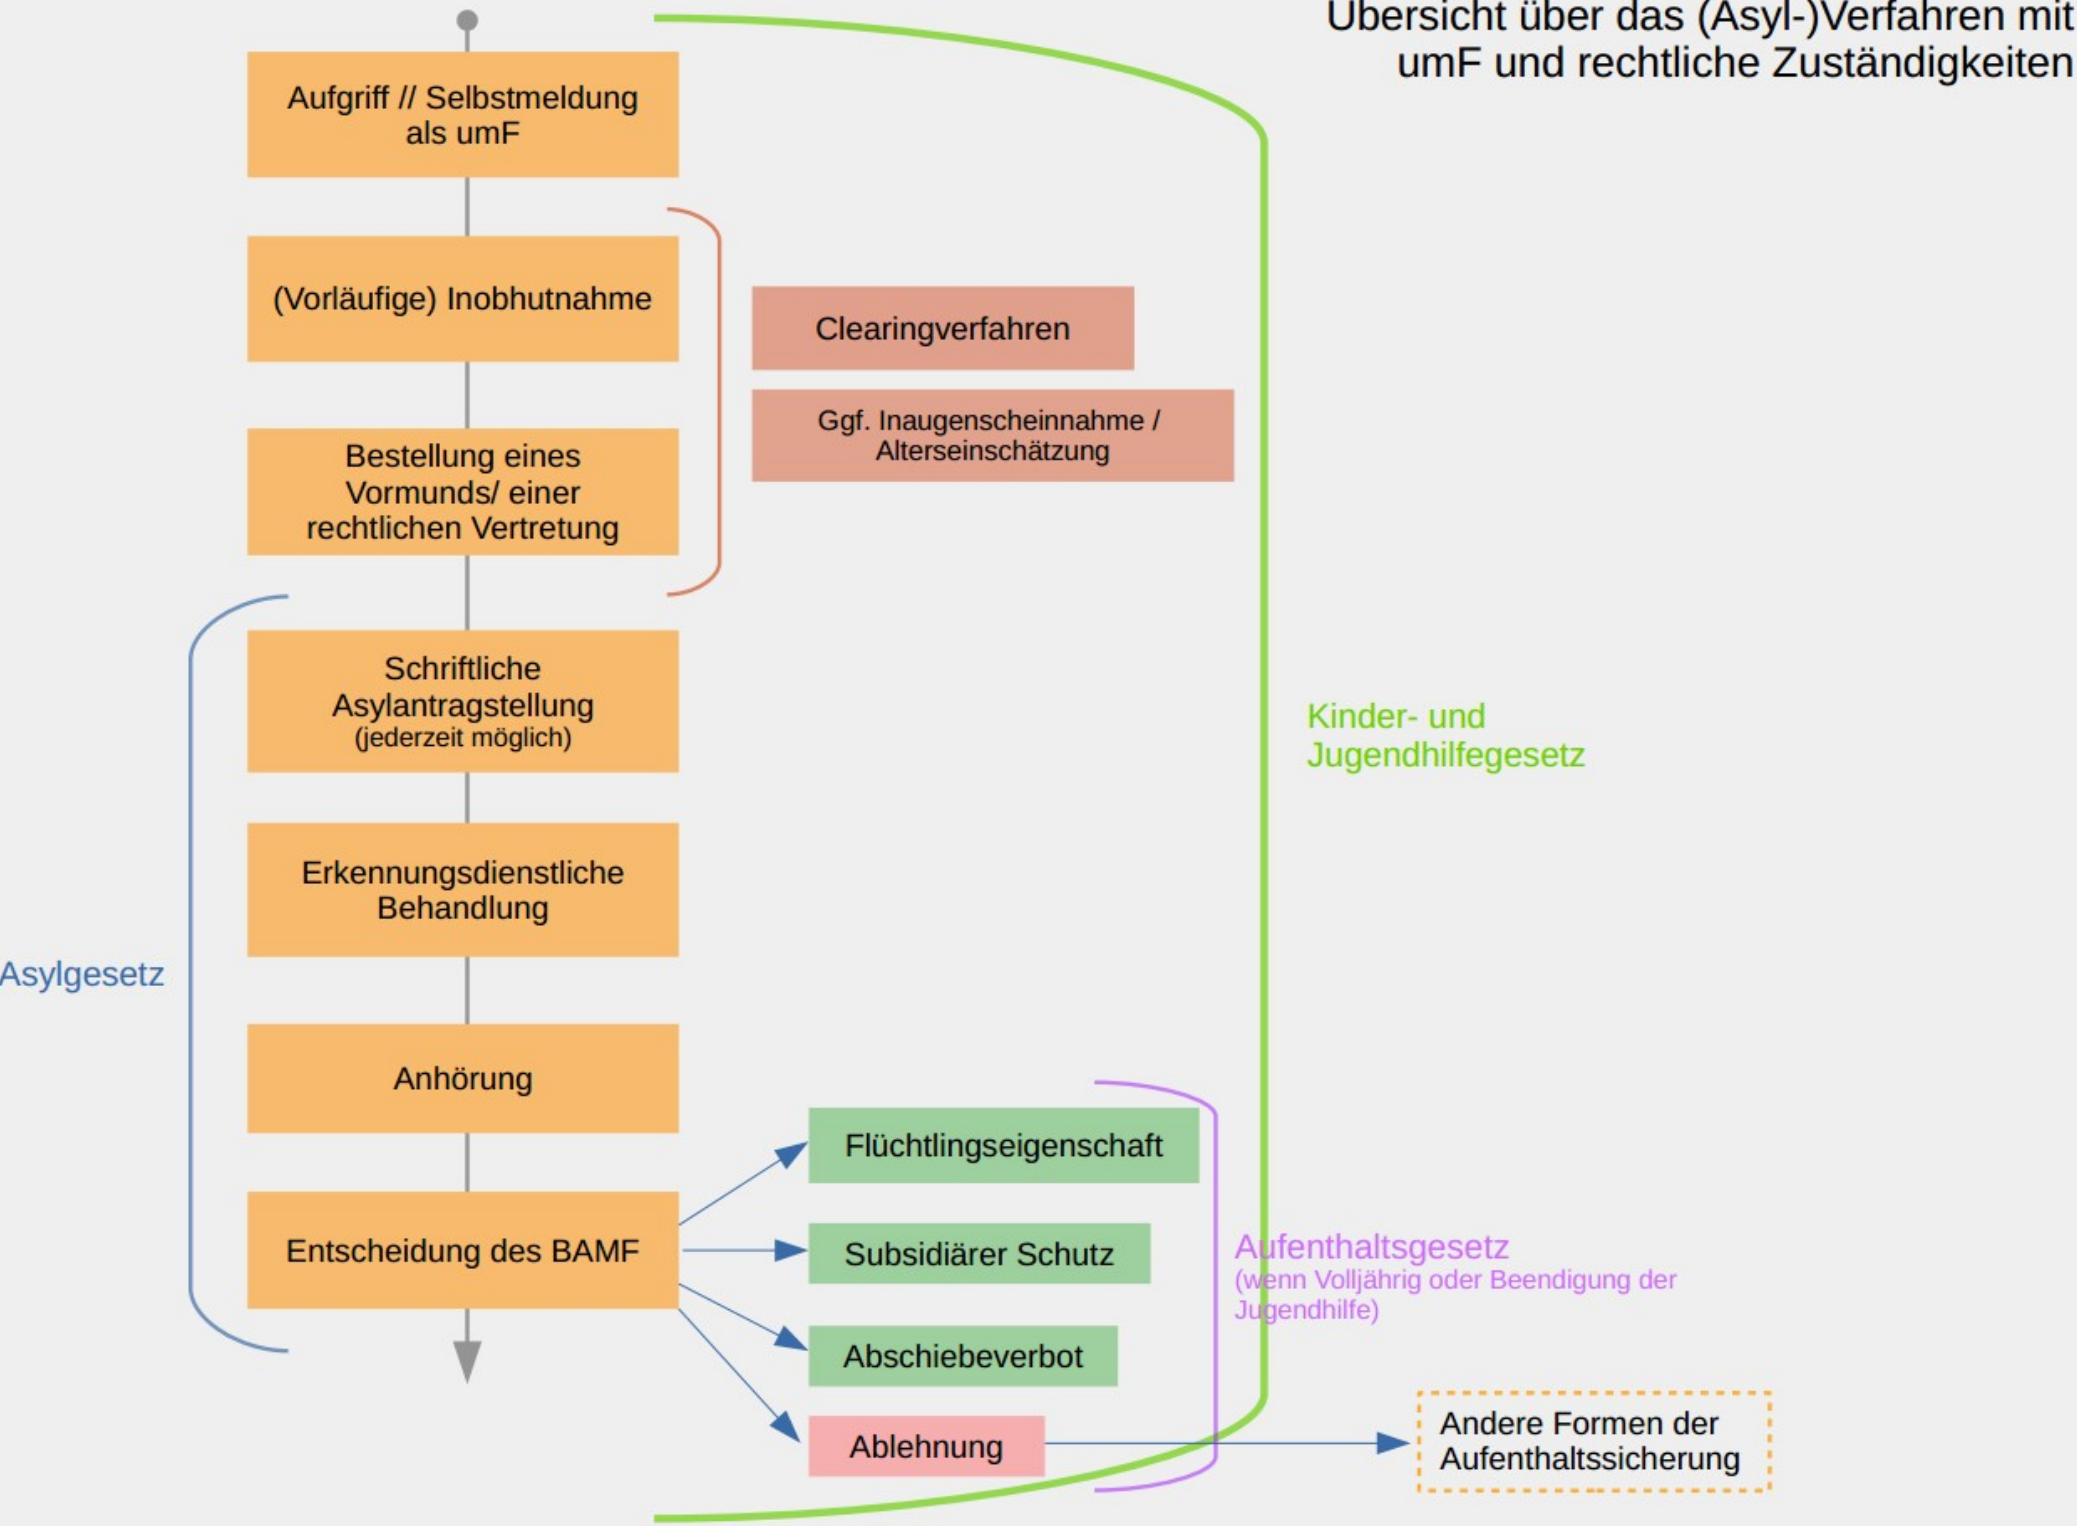 Übersicht über das (Asyl-)Verfahren mit
umF und rechtliche Zuständigkeiten
Aufgriff // Selbstmeldung
als umF
(Vorläufige) Inobhutnahme
Clearingverfahren
Ggf. Inaugenscheinnahme /
Alterseinschätzung
Bestellung eines
Vormunds/ einer
rechtlichen Vertretung
Schriftliche
Asylantragstellung
(jederzeit möglich)
Kinder- und
Jugendhilfegesetz
Erkennungsdienstliche
Behandlung
Asylgesetz
Anhörung
Entscheidung des BAMF
Flüchtlingseigenschaft
Subsidiärer Schutz
Abschiebeverbot
Ablehnung
Aufenthaltsgesetz
(wenn Volljährig oder Beendigung der
Jugendhilfe)
Andere Formen der
Aufenthaltssicherung